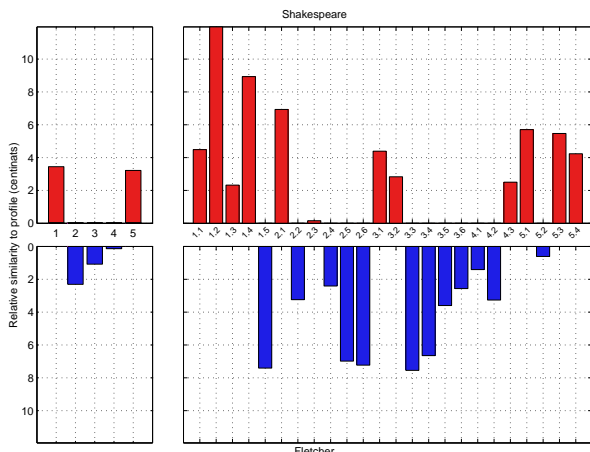 Shakespeare
Relative similarity to profile (centinats)
10
8
6
4
2
0
1 2 3 4 5
1.1 1.2 1.3 1.4 1.5 2.1 2.2 2.3 2.4 2.5 2.6 3.1 3.2 3.3 3.4 3.5 3.6 4.1 4.2 4.3 5.1 5.2 5.3 5.4
0
2
4
6
8
10
Fletcher